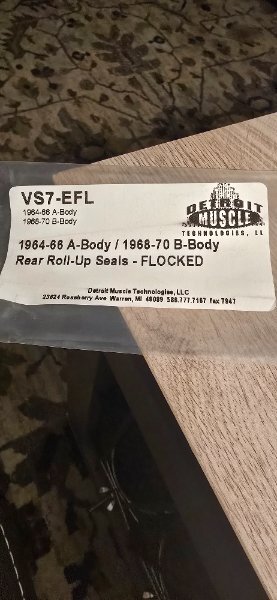 VS7-EFL
1964-66 A-Body
1968-70 B-Body
DETROIT
MUSCLE
TECHNOLOGIES, LL
1964-66 A-Body / 1968-70 B-Body
Rear Roll-Up Seals - FLOCKED
Detroit Muscle Technologies, LLC
23624 Roseberry Ave Warren, MI 48089 586.777.7167 fax 7947